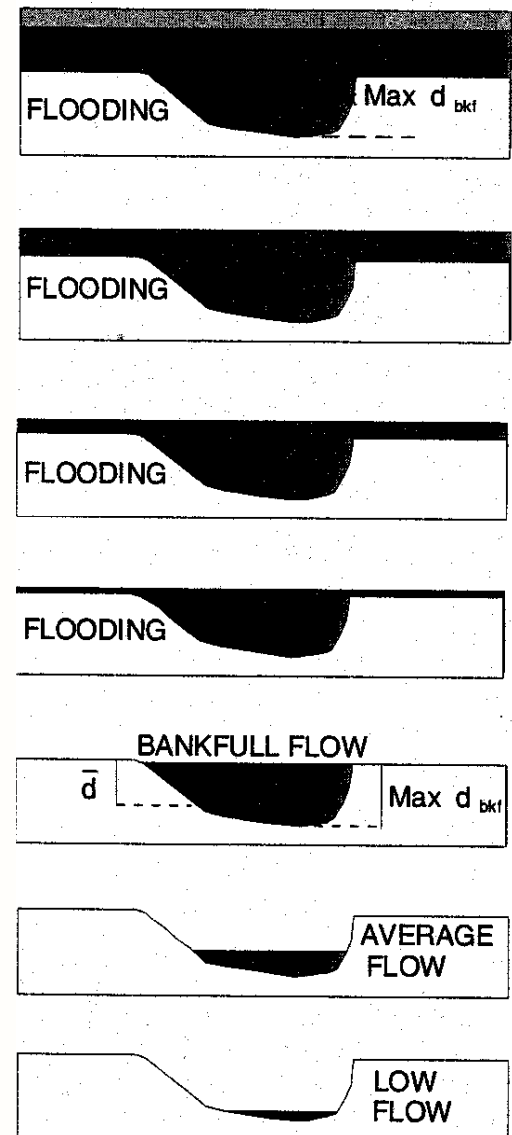 FLOODING
Max d bkf
FLOODING
FLOODING
FLOODING
BANKFULL FLOW
d̅
Max d bkf
AVERAGE
FLOW
LOW
FLOW